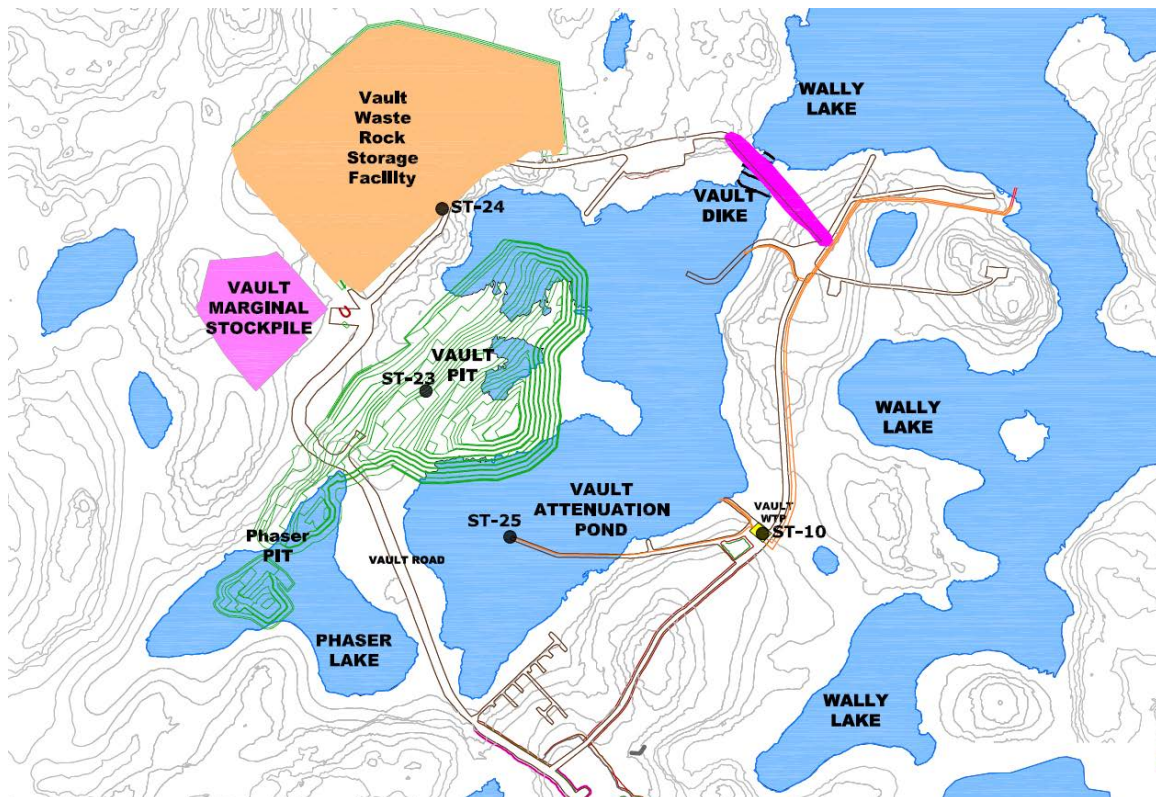 Vault
Waste
Rock
Storage
Facility
WALLY
LAKE
VAULT
DIKE
ST-24
VAULT
MARGINAL
STOCKPILE
VAULT
PIT
ST-23
WALLY
LAKE
VAULT
ATTENUATION
POND
VAULT
WTP
ST-10
ST-25
Phaser
PIT
VAULT ROAD
PHASER
LAKE
WALLY
LAKE